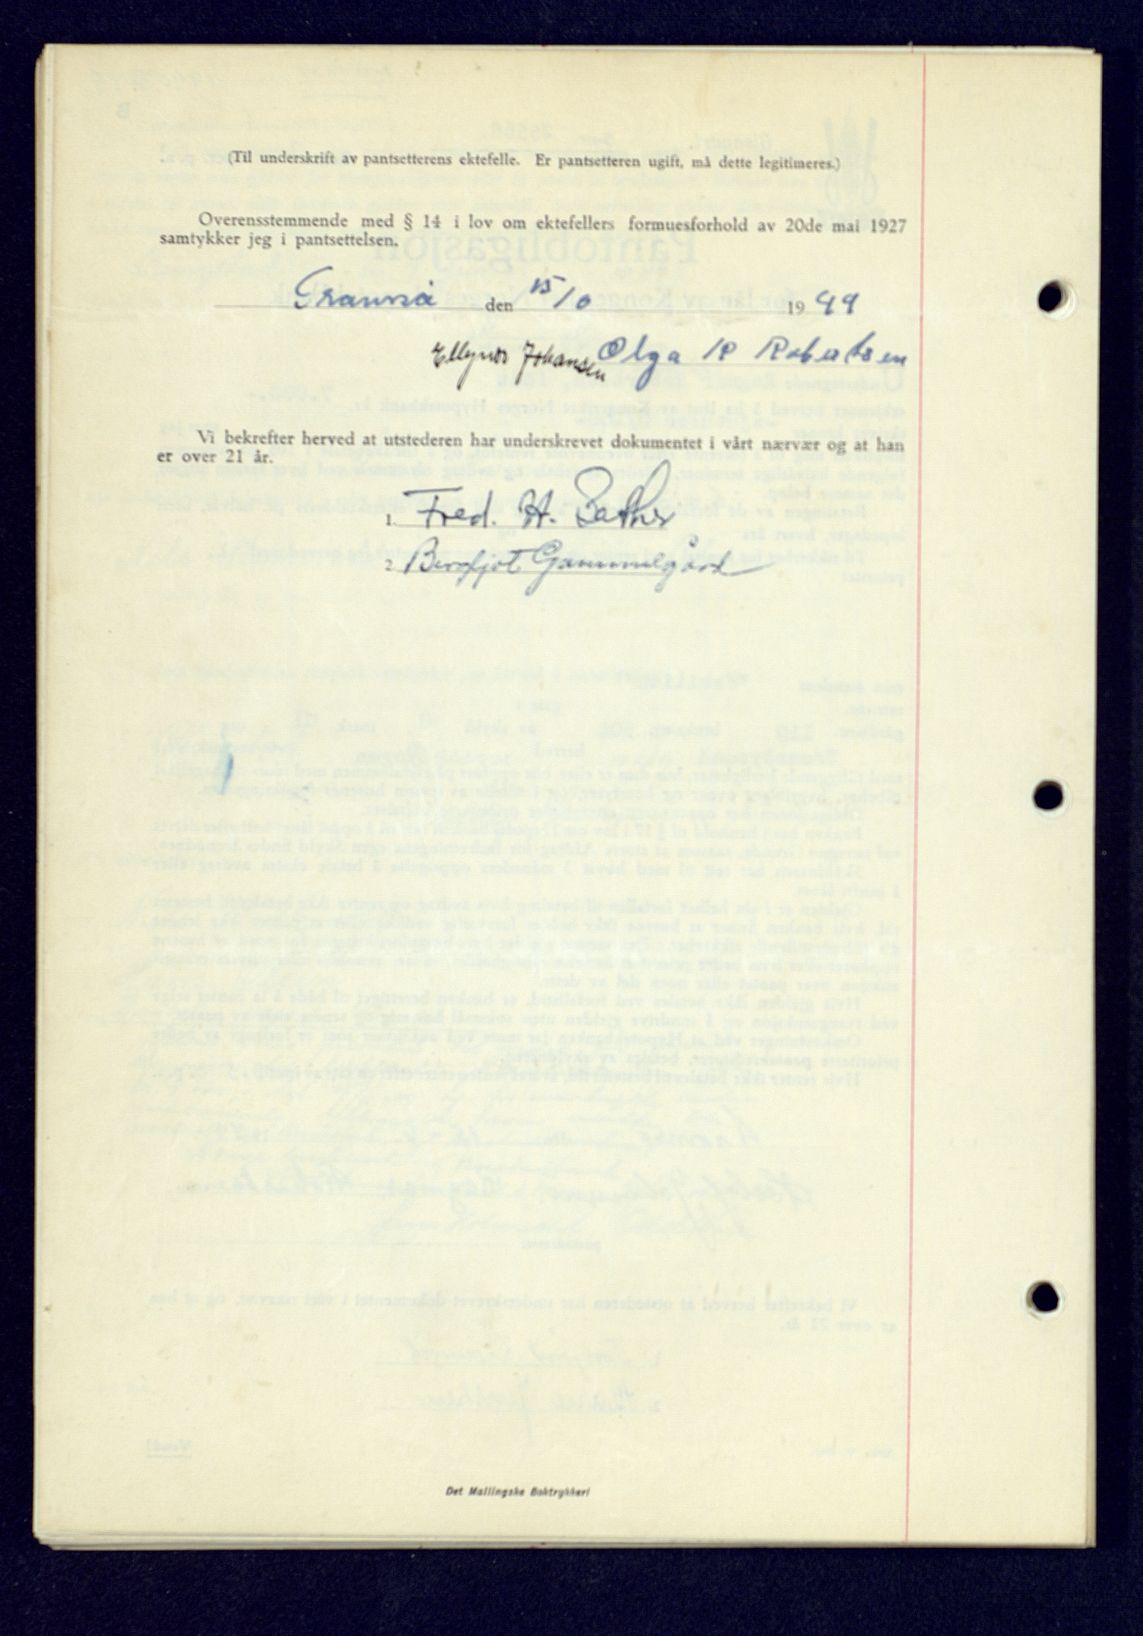 (Til underskrift av pantsetterens ektefelle. Er pantsetteren ugift, må dette legitimeres.)
Overensstemmende med § 14 i lov om ektefellers formuesforhold av 20de mai 1927
samtykker jeg i pantsettelsen.
den 15/10 1949
Johansen Olga R Robertsen
Vi bekrefter herved at utstederen har underskrevet dokumentet i vårt nærvær og at han
er over 21 år.
1. Fred. H.
2. Bergljot Gammelgård
Det Mallingske Boktrykkeri